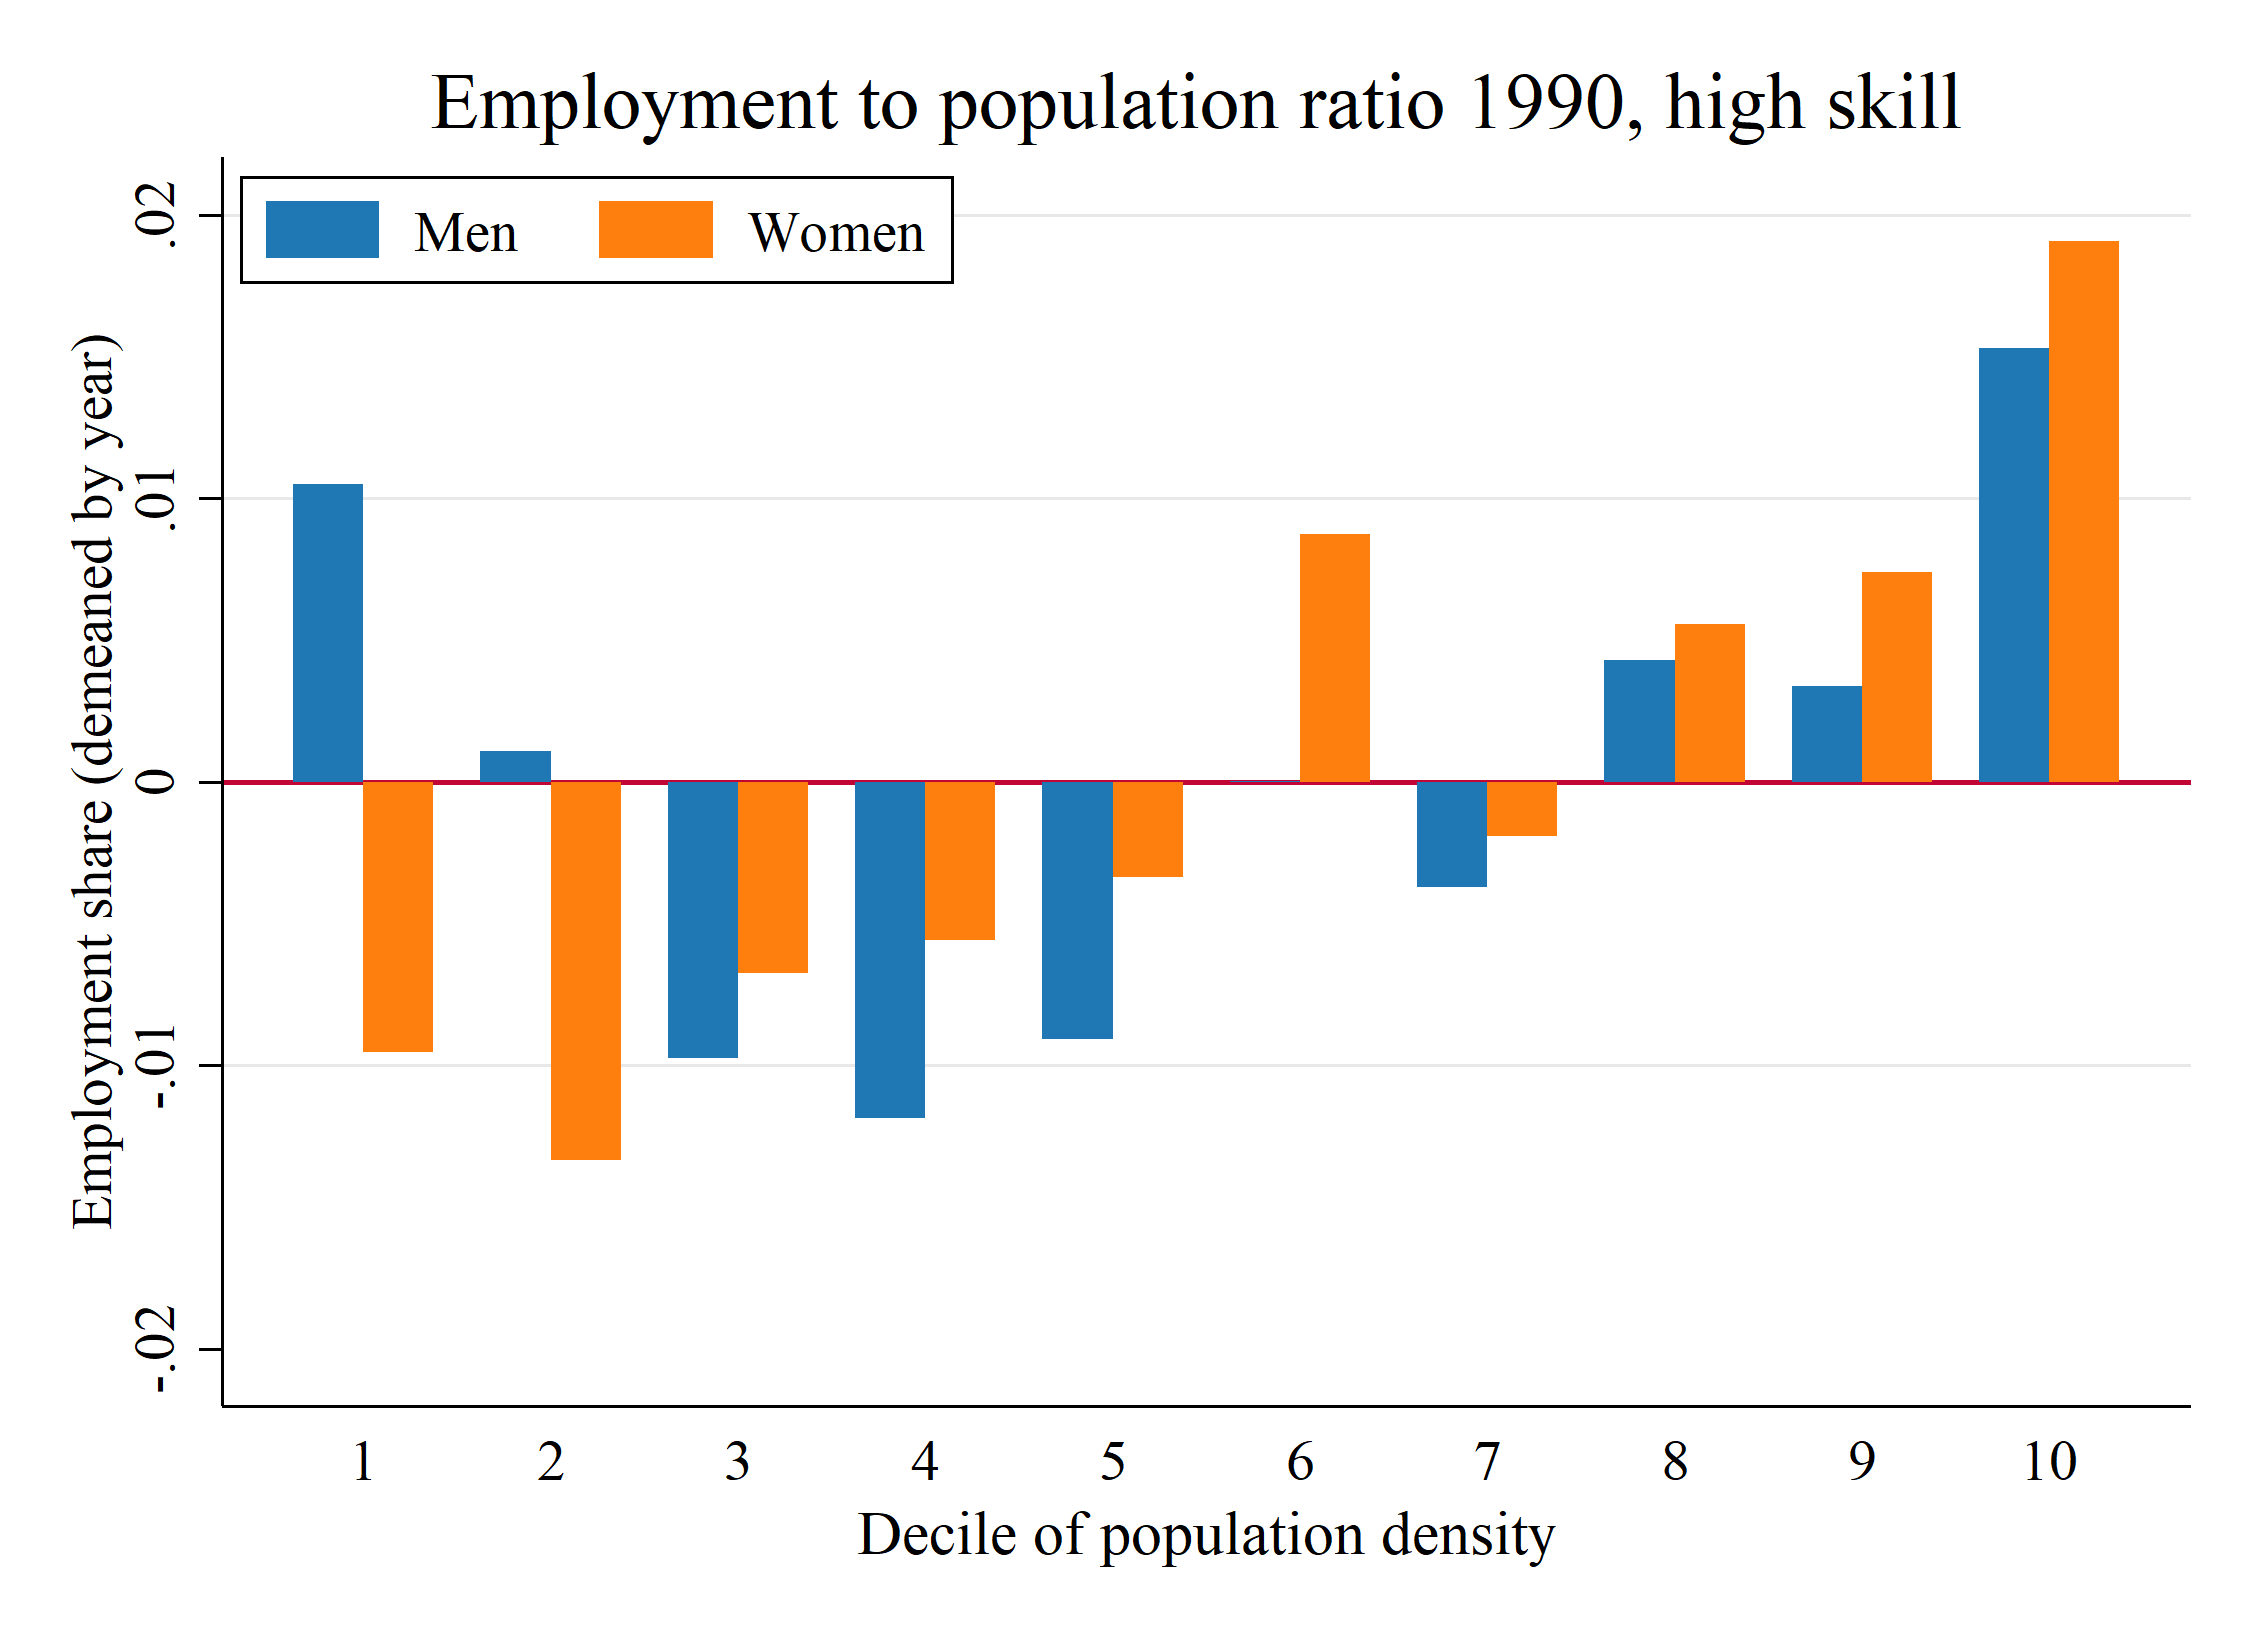 Employment to population ratio 1990, high skill
Men
Women
Employment share (demeaned by year)
.02
.01
0
-.01
-.02
1 2 3 4 5 6 7 8 9 10
Decile of population density